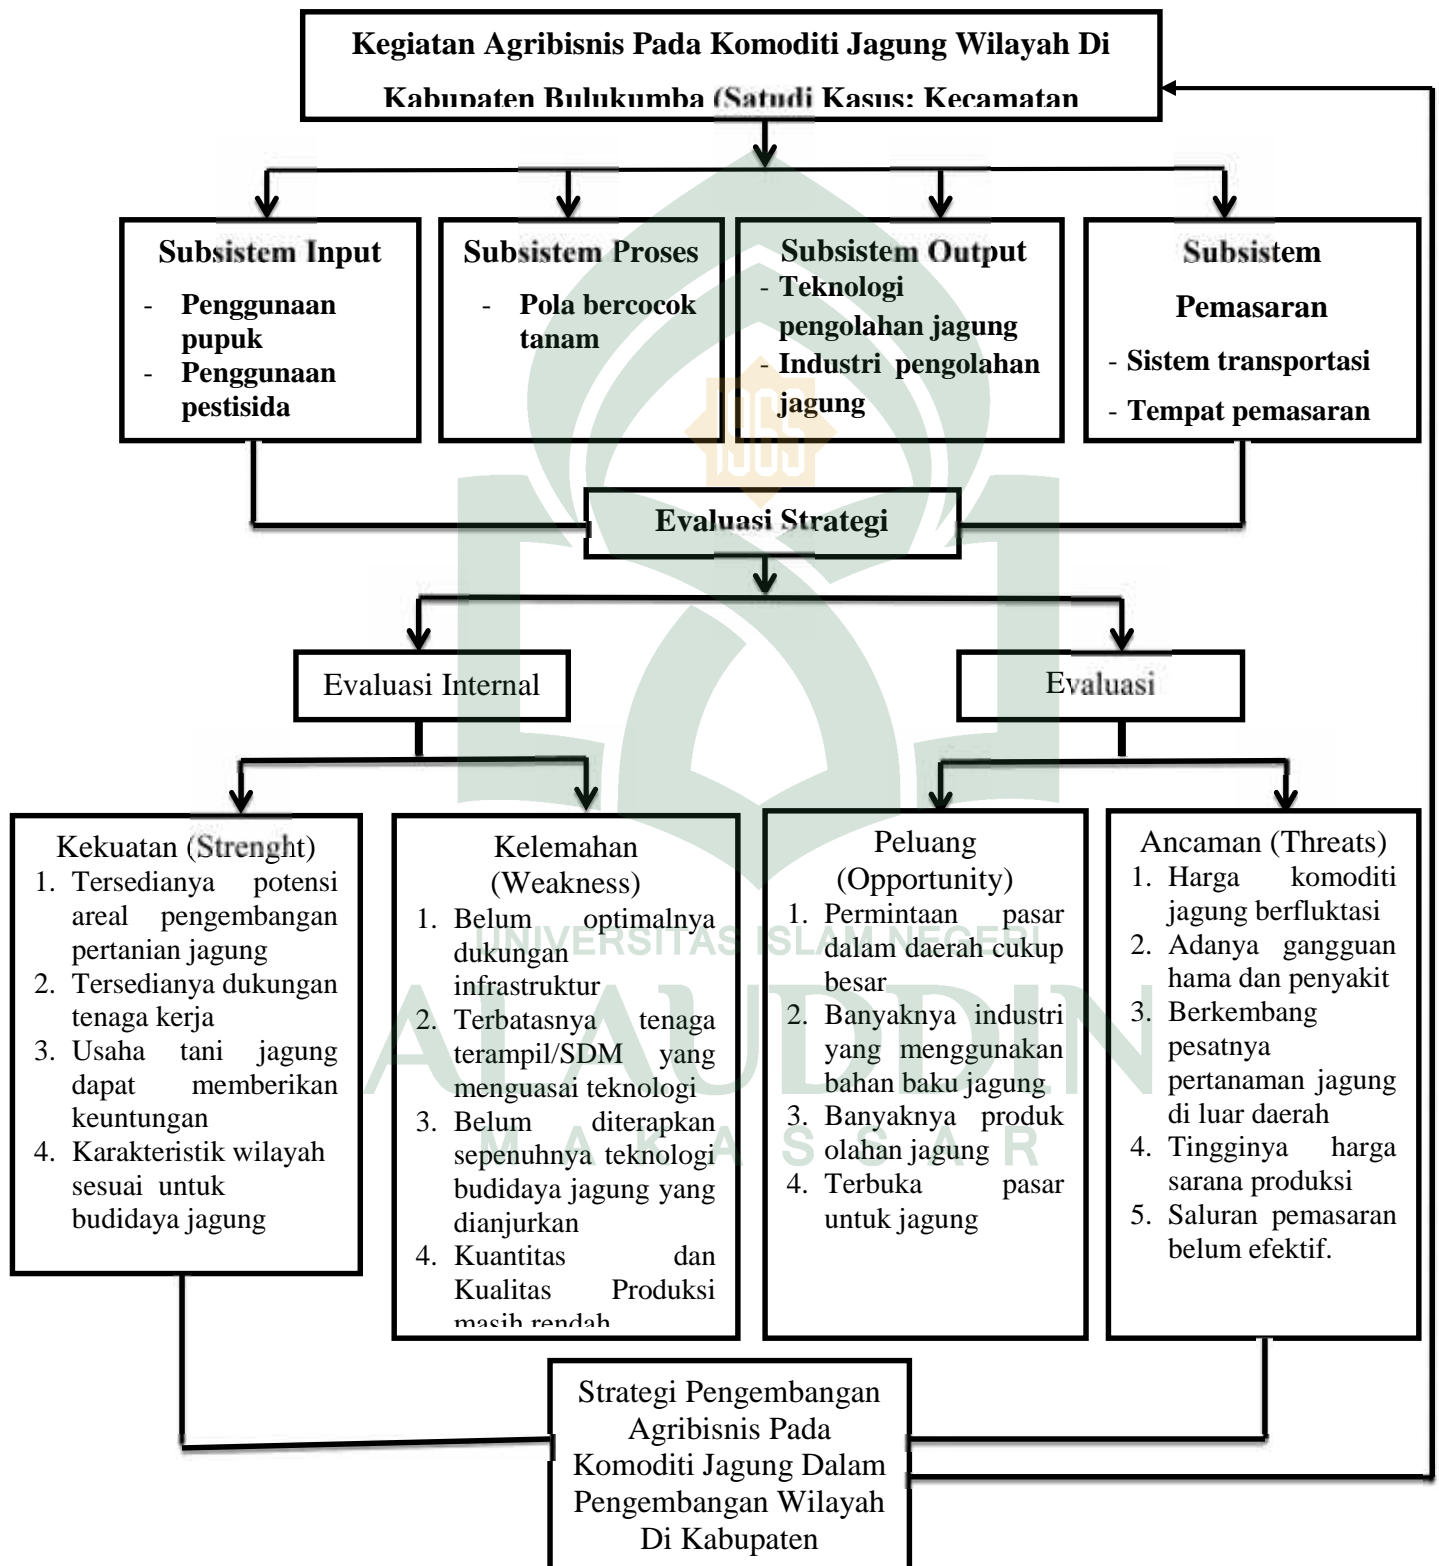 Kegiatan Agribisnis Pada Komoditi Jagung Wilayah Di
Kabupaten Bulukumba (Satudi Kasus: Kecamatan
Subsistem Input
- Penggunaan
pupuk
- Penggunaan
pestisida
Subsistem Proses
- Pola bercocok
tanam
Subsistem Output
- Teknologi
pengolahan jagung
- Industri pengolahan
jagung
Subsistem
Pemasaran
- Sistem transportasi
- Tempat pemasaran
1965
Evaluasi Strategi
Evaluasi Internal
Evaluasi
Kekuatan (Strenght)
1. Tersedianya potensi
areal pengembangan
pertanian jagung
2. Tersedianya dukungan
tenaga kerja
3. Usaha tani jagung
dapat memberikan
keuntungan
4. Karakteristik wilayah
sesuai untuk
budidaya jagung
Kelemahan
(Weakness)
1. Belum optimalnya
dukungan
infrastruktur
2. Terbatasnya tenaga
terampil/SDM yang
menguasai teknologi
3. Belum diterapkan
sepenuhnya teknologi
budidaya jagung yang
dianjurkan
4. Kuantitas dan
Kualitas Produksi
masih rendah
Peluang
(Opportunity)
1. Permintaan pasar
dalam daerah cukup
besar
2. Banyaknya industri
yang menggunakan
bahan baku jagung
3. Banyaknya produk
olahan jagung
4. Terbuka pasar
untuk jagung
Ancaman (Threats)
1. Harga komoditi
jagung berfluktasi
2. Adanya gangguan
hama dan penyakit
3. Berkembang
pesatnya
pertanaman jagung
di luar daerah
4. Tingginya harga
sarana produksi
5. Saluran pemasaran
belum efektif.
UNIVERSITAS ISLAM NEGERI
ALAUDDIN
MAKASSAR
Strategi Pengembangan
Agribisnis Pada
Komoditi Jagung Dalam
Pengembangan Wilayah
Di Kabupaten